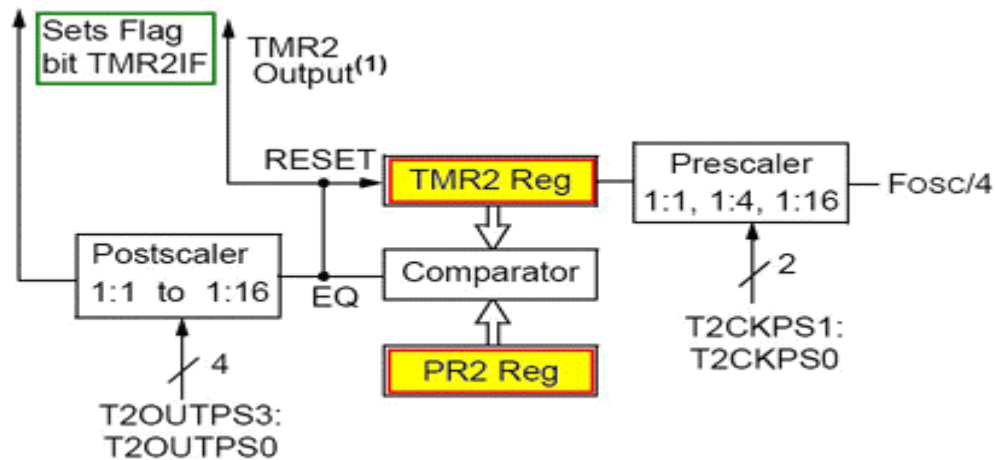 Sets Flag
bit TMR2IF
TMR2
Output(1)
RESET
TMR2 Reg
Prescaler
1:1, 1:4, 1:16
Fosc/4
Postscaler
1:1 to 1:16
EQ
Comparator
2
T2CKPS1:
T2CKPS0
PR2 Reg
4
T2OUTPS3:
T2OUTPS0